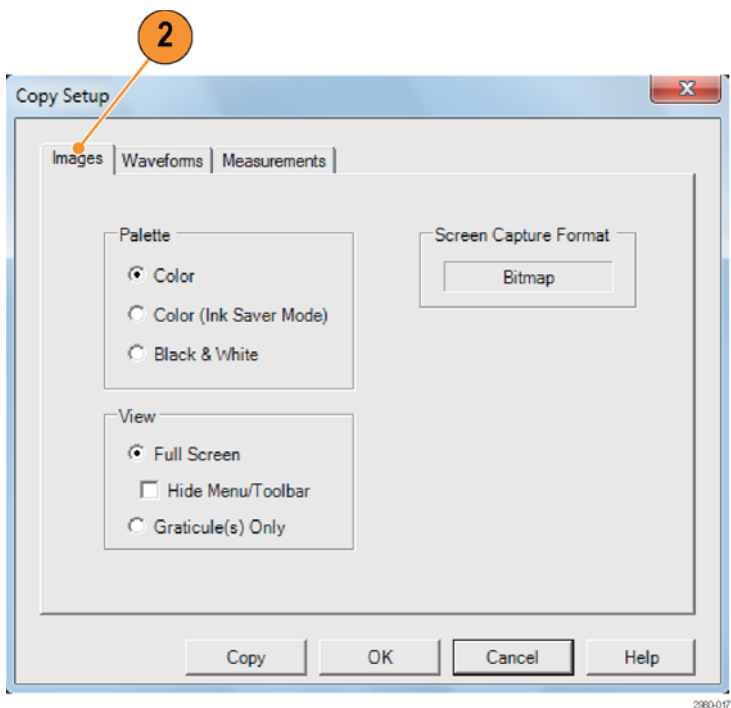 2
Copy Setup
X
Images Waveforms Measurements
Palette
Color
Color (Ink Saver Mode)
Black & White
View
Full Screen
Hide Menu/Toolbar
Graticule(s) Only
Screen Capture Format
Bitmap
Copy OK Cancel Help
2980-017